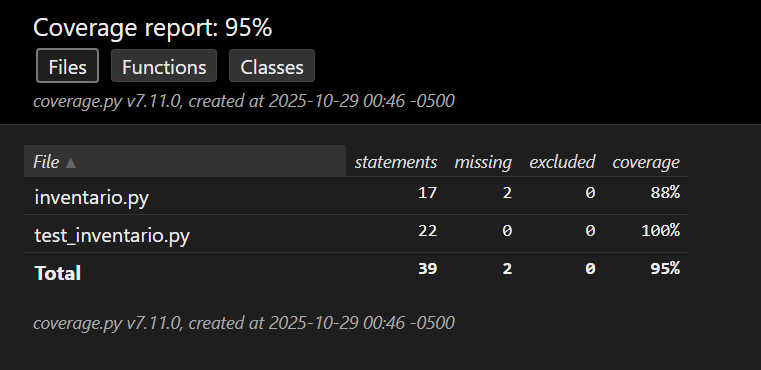 Coverage report: 95%
Files Functions Classes
coverage.py v7.11.0, created at 2025-10-29 00:46 -0500
File ▲ statements missing excluded coverage
inventario.py 17 2 0 88%
test_inventario.py 22 0 0 100%
Total 39 2 0 95%
coverage.py v7.11.0, created at 2025-10-29 00:46 -0500